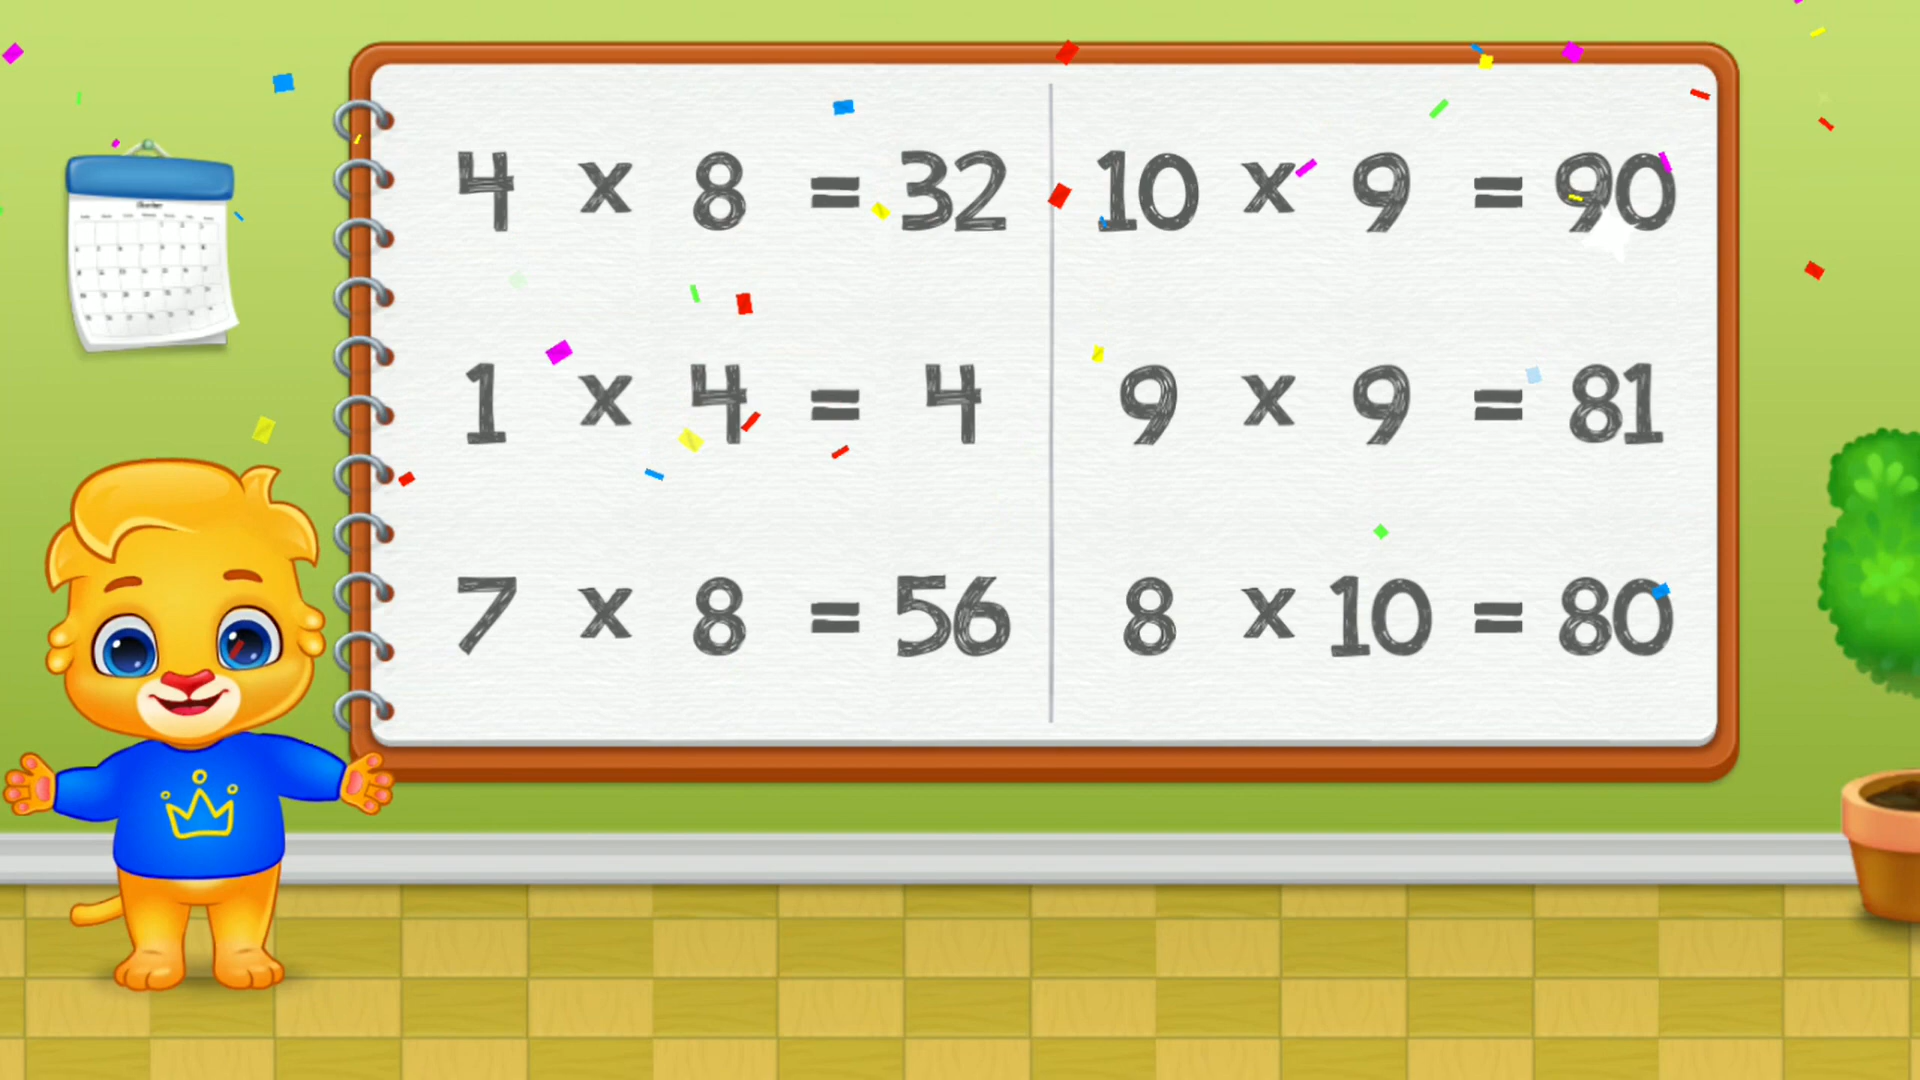 4 x 8 = 32
1 x 4 = 4
7 x 8 = 56
10 x 9 = 90
9 x 9 = 81
8 x 10 = 80